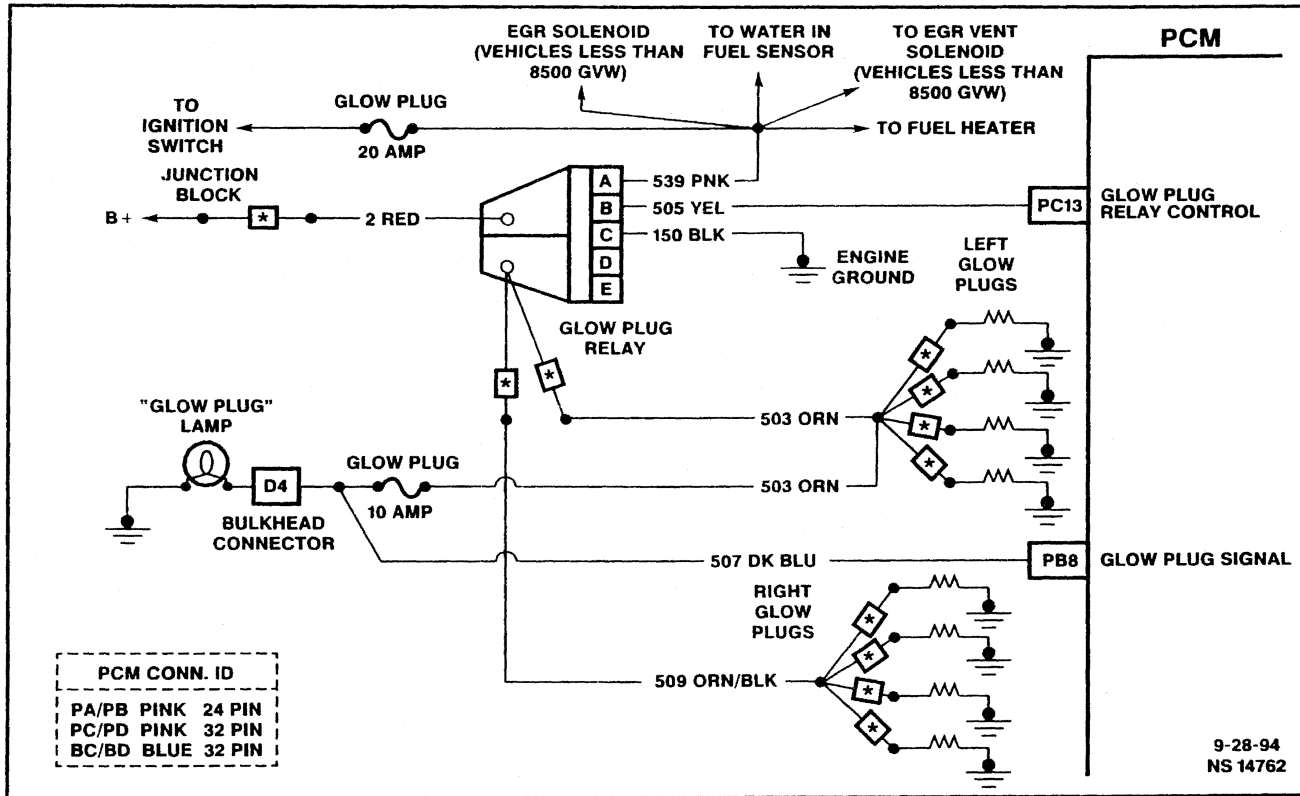 EGR SOLENOID
(VEHICLES LESS THAN
8500 GVW)
TO WATER IN
FUEL SENSOR
TO EGR VENT
SOLENOID
(VEHICLES LESS THAN
8500 GVW)
PCM
TO
IGNITION
SWITCH
GLOW PLUG
20 AMP
TO FUEL HEATER
JUNCTION
BLOCK
B +
*
2 RED
A
B
C
D
E
539 PNK
505 YEL
150 BLK
PC13
GLOW PLUG
RELAY CONTROL
ENGINE
GROUND
LEFT
GLOW
PLUGS
GLOW PLUG
RELAY
*
*
*
*
*
*
503 ORN
"GLOW PLUG"
LAMP
D4
BULKHEAD
CONNECTOR
GLOW PLUG
10 AMP
503 ORN
507 DK BLU
PB8
GLOW PLUG SIGNAL
RIGHT
GLOW
PLUGS
*
*
*
*
509 ORN/BLK
PCM CONN. ID
PA/PB PINK 24 PIN
PC/PD PINK 32 PIN
BC/BD BLUE 32 PIN
9-28-94
NS 14762